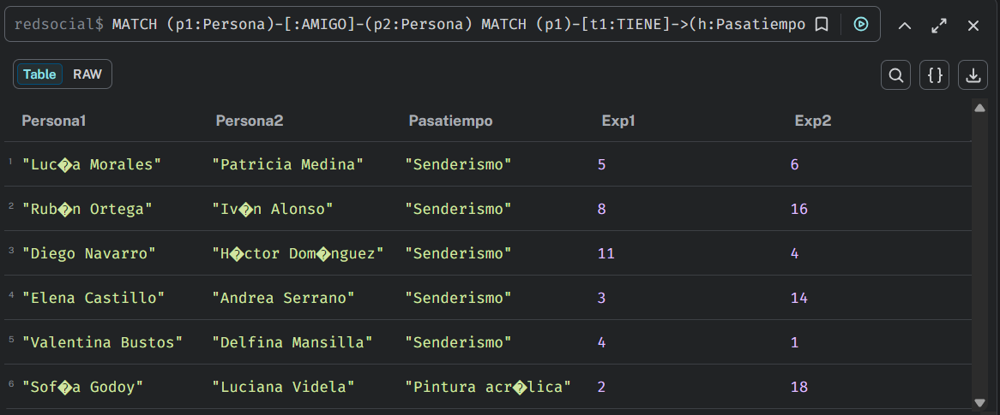 redsocial$ MATCH (p1:Persona)-[:AMIGO]-(p2:Persona) MATCH (p1)-[t1:TIENE]->(h:Pasatiempo
Table RAW
Persona1 Persona2 Pasatiempo Exp1 Exp2
1 "Luc�a Morales" "Patricia Medina" "Senderismo" 5 6
2 "Rub�n Ortega" "Iv�n Alonso" "Senderismo" 8 16
3 "Diego Navarro" "H�ctor Dom�nguez" "Senderismo" 11 4
4 "Elena Castillo" "Andrea Serrano" "Senderismo" 3 14
5 "Valentina Bustos" "Delfina Mansilla" "Senderismo" 4 1
6 "Sof�a Godoy" "Luciana Videla" "Pintura acr�lica" 2 18